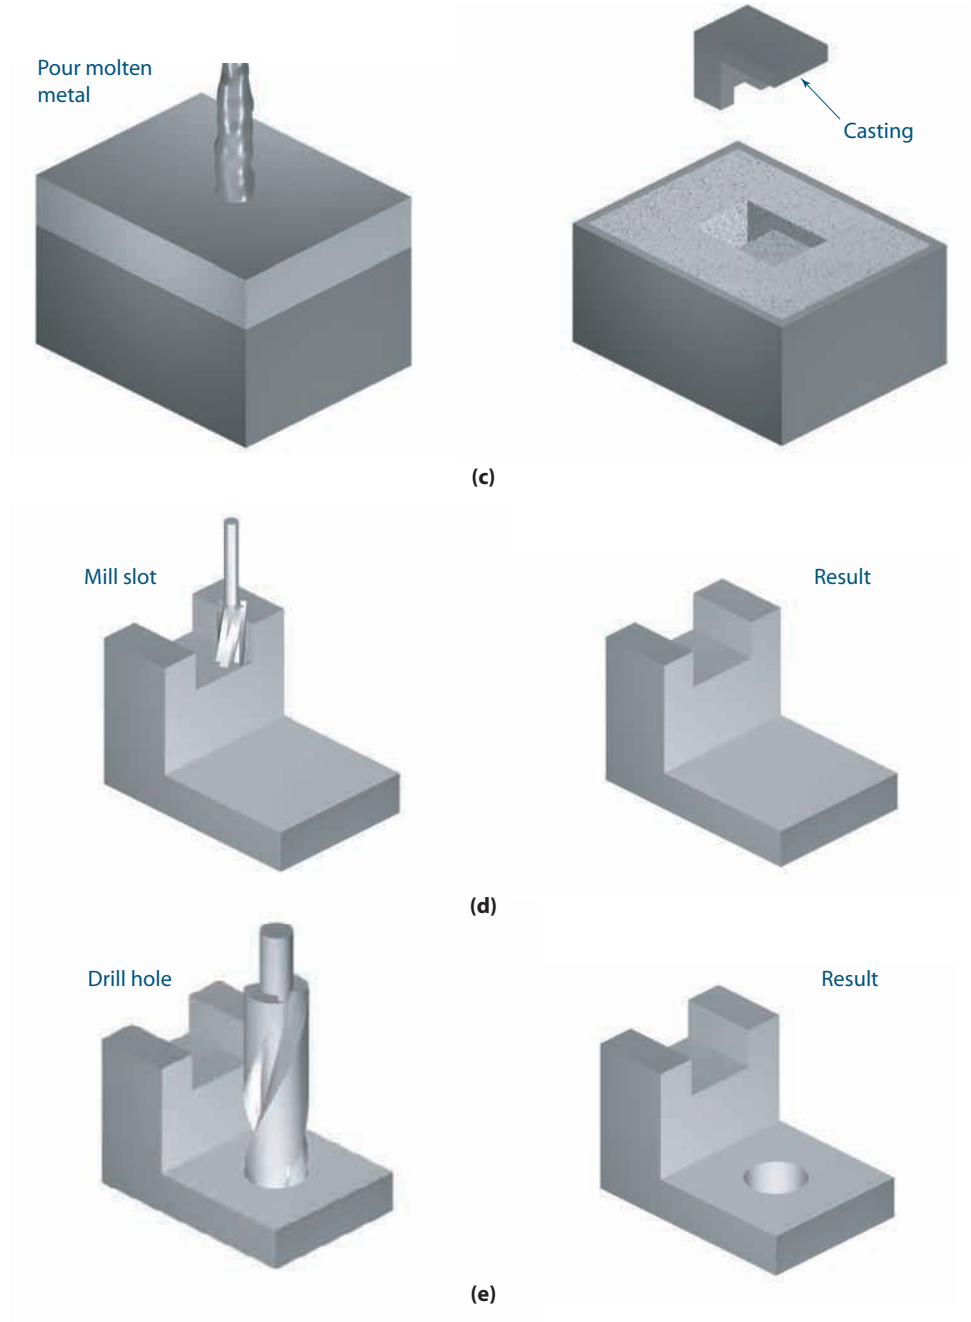 Pour molten
metal
Casting
(c)
Mill slot
Result
(d)
Drill hole
Result
(e)